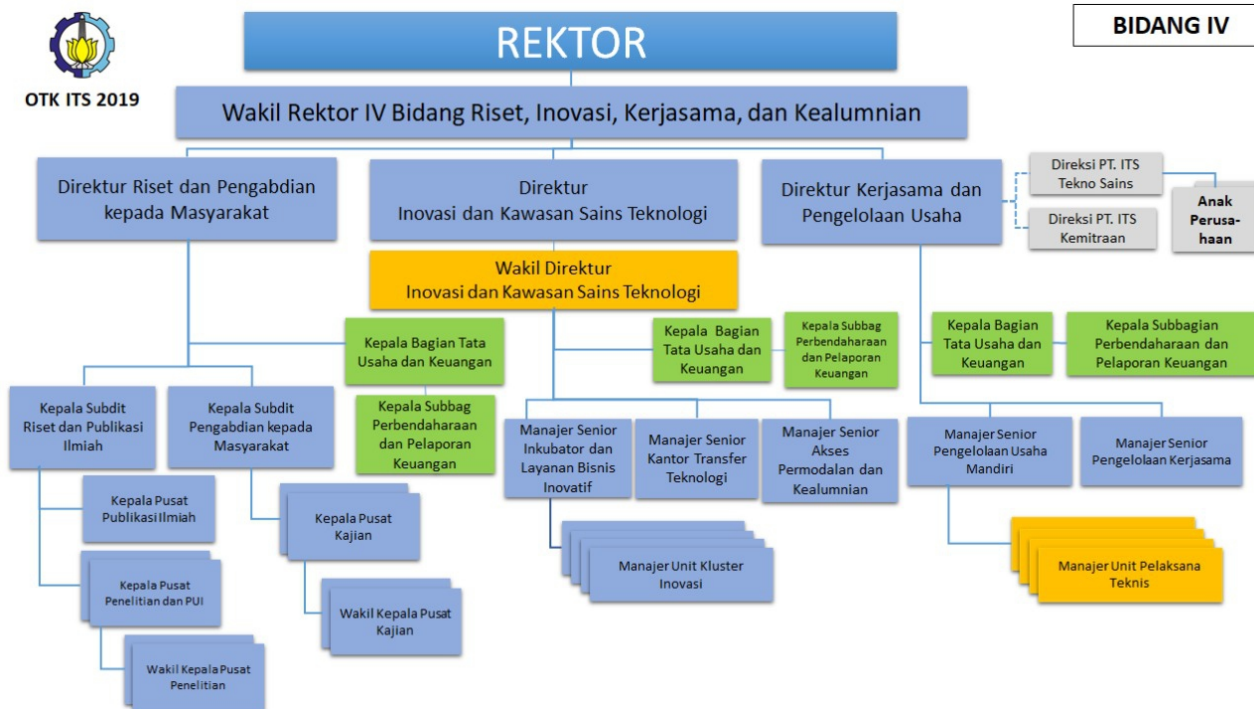 REKTOR
BIDANG IV
OTK ITS 2019
Wakil Rektor IV Bidang Riset, Inovasi, Kerjasama, dan Kealumnian
Direktur Riset dan Pengabdian
kepada Masyarakat
Direktur
Inovasi dan Kawasan Sains Teknologi
Direktur Kerjasama dan
Pengelolaan Usaha
Direksi PT. ITS
Tekno Sains
Direksi PT. ITS
Kemitraan
Anak
Perusa-
haan
Wakil Direktur
Inovasi dan Kawasan Sains Teknologi
Kepala Bagian Tata
Usaha dan Keuangan
Kepala Subbag
Perbendaharaan
dan Pelaporan
Keuangan
Kepala Bagian
Tata Usaha dan
Keuangan
Kepala Subbag
Perbendaharaan
dan Pelaporan
Keuangan
Kepala Bagian
Tata Usaha dan
Keuangan
Kepala Subbagian
Perbendaharaan dan
Pelaporan Keuangan
Kepala Subdit
Riset dan Publikasi
Ilmiah
Kepala Subdit
Pengabdian kepada
Masyarakat
Manajer Senior
Inkubator dan
Layanan Bisnis
Inovatif
Manajer Senior
Kantor Transfer
Teknologi
Manajer Senior
Akses
Permodalan dan
Kealumnian
Manajer Senior
Pengelolaan Usaha
Mandiri
Manajer Senior
Pengelolaan Kerjasama
Kepala Pusat
Publikasi Ilmiah
Kepala Pusat
Penelitian dan PUI
Wakil Kepala Pusat
Penelitian
Kepala Pusat
Kajian
Wakil Kepala Pusat
Kajian
Manajer Unit Kluster
Inovasi
Manajer Unit Pelaksana
Teknis